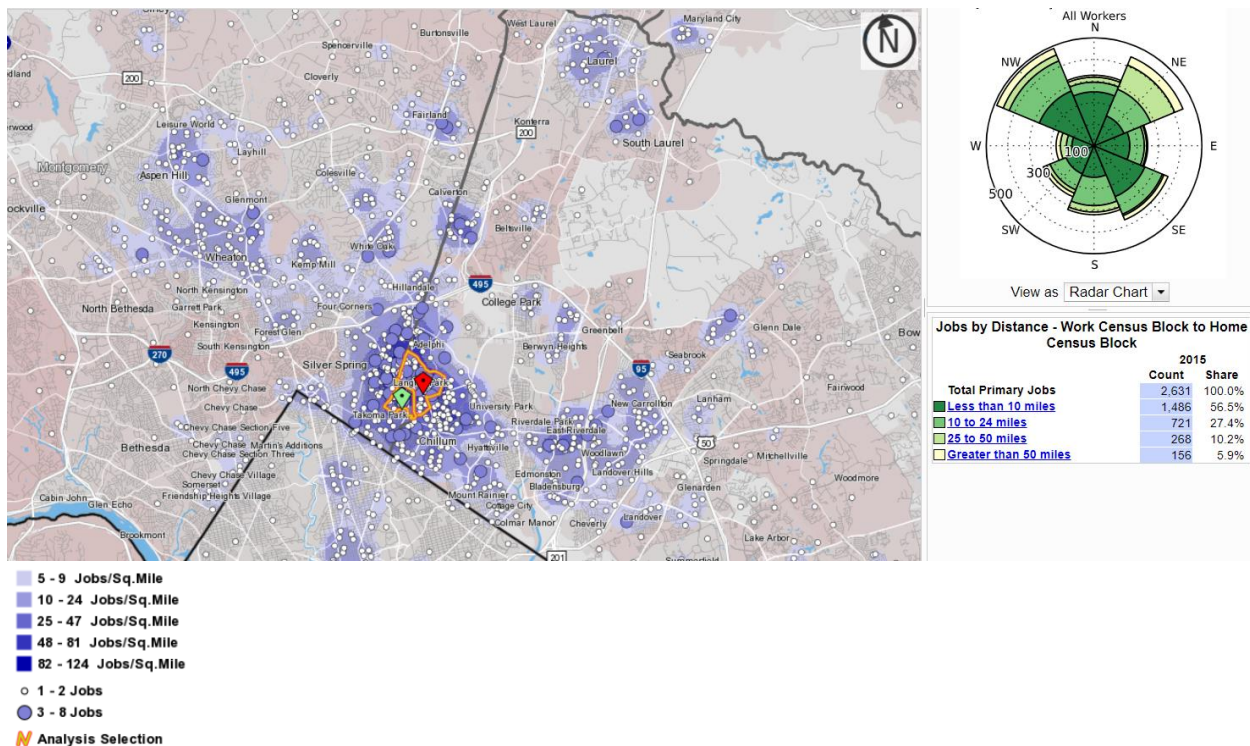 West Laurel
Maryland City
Burtonsville
Spencerville
Laurel
Cloverly
200
Fairland
Konterra
200
Leisure World
Layhill
South Laurel
Montgomery
Aspen Hill
Colesville
Calverton
Glenmont
ockville
Beltsville
White Oak
Wheaton
Kemp Mill
North Kensington
Hillandale
495
North Bethesda
Garrett Park
Four Corners
College Park
Kensington
Forest Glen
Greenbelt
Glenn Dale
Bow
270
South Kensington
Adelphi
Berwyn Heights
Seabrook
495
Silver Spring
95
North Chevy Chase
Lanham
Fairwood
Chevy Chase
Takoma Park
University Park
New Carrollton
Chevy Chase Section Five
Riverdale Park
East Riverdale
50
Bethesda
Chevy Chase Section Three
Martin's Additions
Chillum
Hyattsville
Woodlawn
Springdale
Mitchellville
Chevy Chase Village
Edmonston
Landover Hills
Somerset
Bladensburg
Glenarden
Woodmore
Cabin John
Friendship Heights Village
Mount Rainier
Glen Echo
Cottage City
Colmar Manor
Cheverly
Landover
Brookmont
Lake Arbor
201
Summerfield
N
All Workers
N
NW
NE
W
100
E
300
500
SW
SE
S
View as Radar Chart
Jobs by Distance - Work Census Block to Home
Census Block
2015
Count Share
Total Primary Jobs 2,631 100.0%
Less than 10 miles 1,486 56.5%
10 to 24 miles 721 27.4%
25 to 50 miles 268 10.2%
Greater than 50 miles 156 5.9%
5 - 9 Jobs/Sq.Mile
10 - 24 Jobs/Sq.Mile
25 - 47 Jobs/Sq.Mile
48 - 81 Jobs/Sq.Mile
82 - 124 Jobs/Sq.Mile
1 - 2 Jobs
3 - 8 Jobs
Analysis Selection